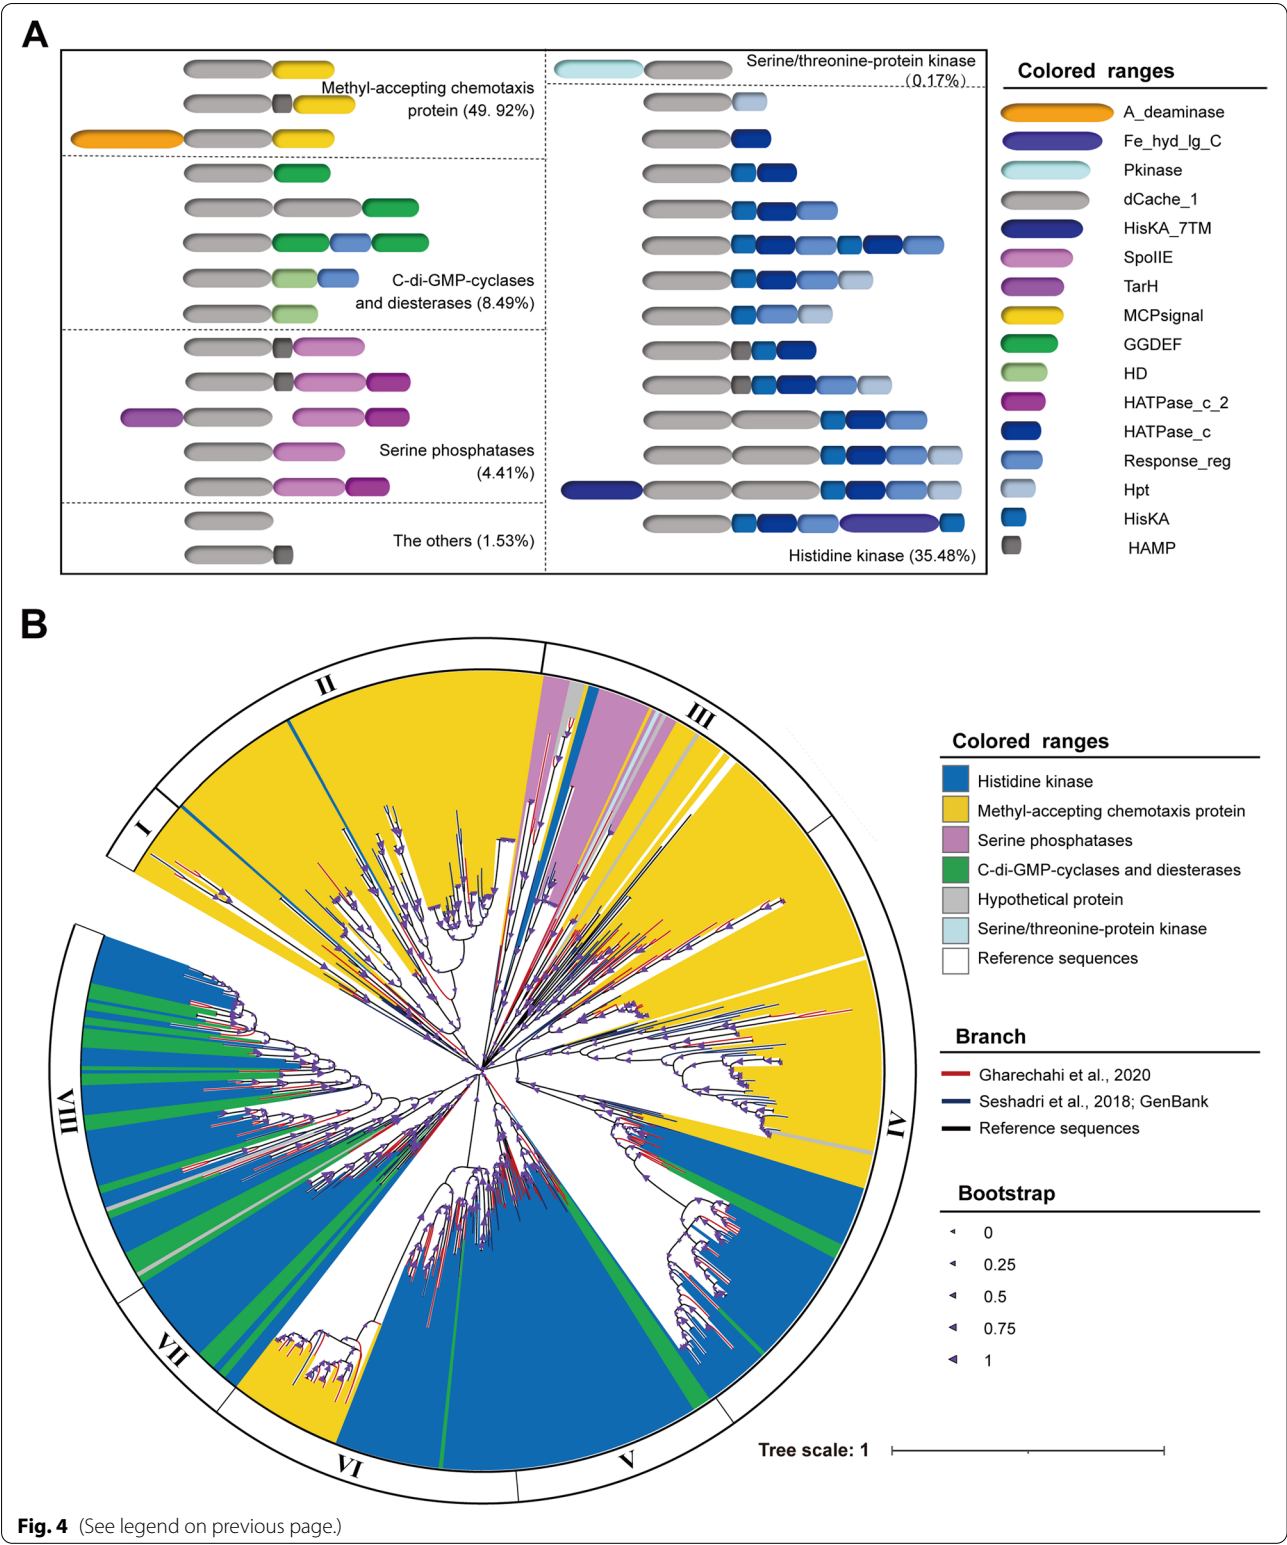 A
Methyl-accepting chemotaxis
protein (49. 92%)
C-di-GMP-cyclases
and diesterases (8.49%)
Serine phosphatases
(4.41%)
The others (1.53%)
Serine/threonine-protein kinase
(0.17%)
Histidine kinase (35.48%)
Colored ranges
A_deaminase
Fe_hyd_lg_C
Pkinase
dCache_1
HisKA_7TM
SpoIIE
TarH
MCPsignal
GGDEF
HD
HATPase_c_2
HATPase_c
Response_reg
Hpt
HisKA
HAMP
B
I
II
III
IV
V
VI
VII
VIII
Colored ranges
Histidine kinase
Methyl-accepting chemotaxis protein
Serine phosphatases
C-di-GMP-cyclases and diesterases
Hypothetical protein
Serine/threonine-protein kinase
Reference sequences
Branch
Gharechahi et al., 2020
Seshadri et al., 2018; GenBank
Reference sequences
Bootstrap
0
0.25
0.5
0.75
1
Tree scale: 1
Fig. 4 (See legend on previous page.)